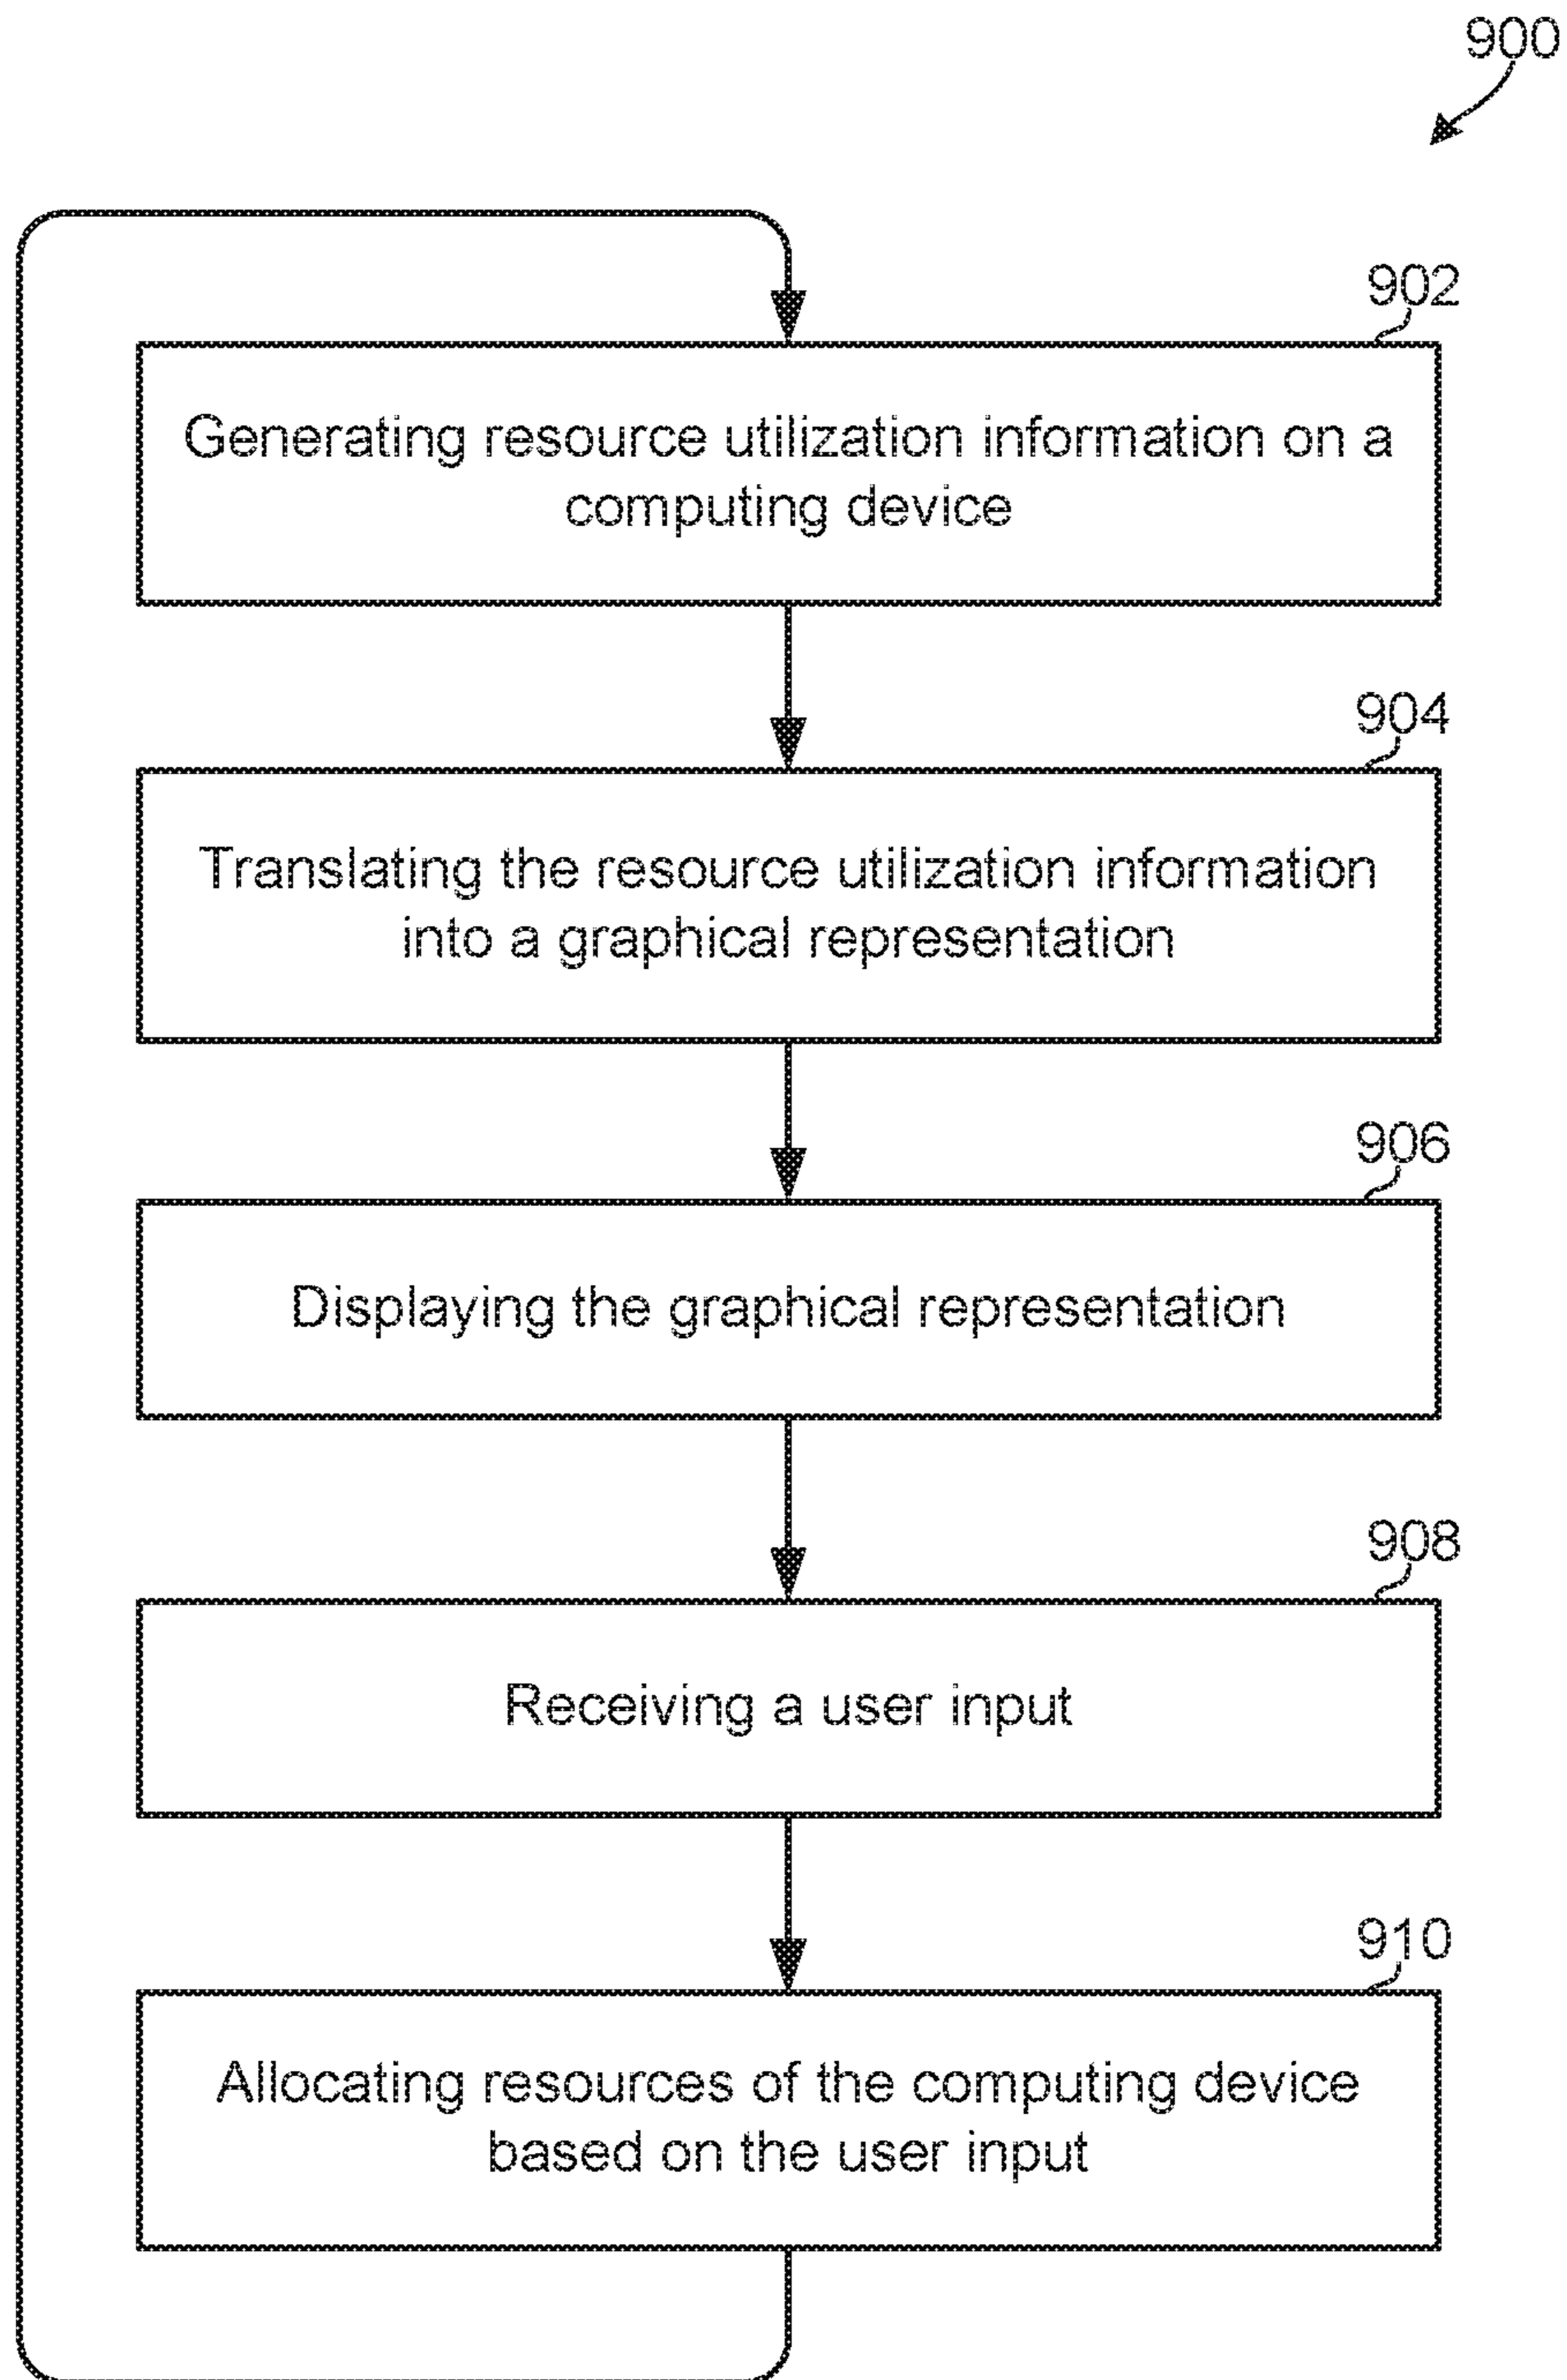 900
902
Generating resource utilization information on a
computing device
904
Translating the resource utilization information
into a graphical representation
906
Displaying the graphical representation
908
Receiving a user input
910
Allocating resources of the computing device
based on the user input